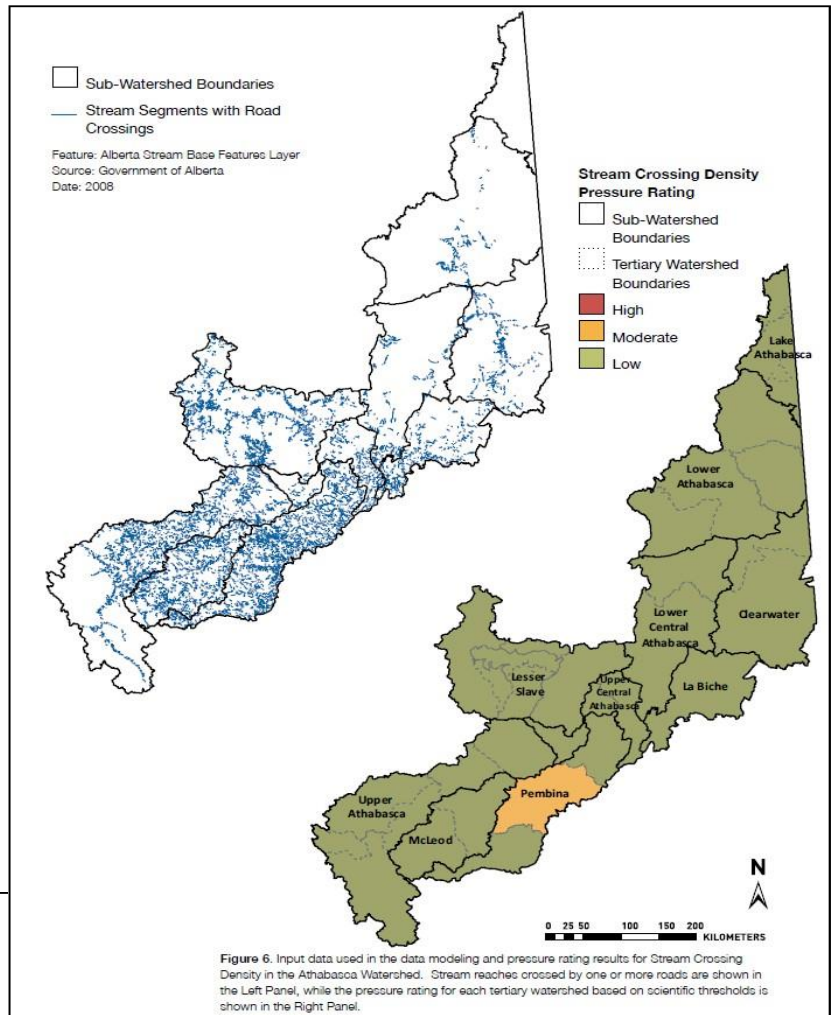 Sub-Watershed Boundaries
Stream Segments with Road
Crossings
Feature: Alberta Stream Base Features Layer
Source: Government of Alberta
Date: 2008
Stream Crossing Density
Pressure Rating
Sub-Watershed
Boundaries
Tertiary Watershed
Boundaries
High
Moderate
Low
Lake
Athabasca
Lower
Athabasca
Lower
Central
Athabasca
Clearwater
Lesser
Slave
Upper
Central
Athabasca
La Biche
Pembina
Upper
Athabasca
McLeod
N
0 25 50 100 150 200
KILOMETERS
Figure 6. Input data used in the data modeling and pressure rating results for Stream Crossing
Density in the Athabasca Watershed. Stream reaches crossed by one or more roads are shown in
the Left Panel, while the pressure rating for each tertiary watershed based on scientific thresholds is
shown in the Right Panel.